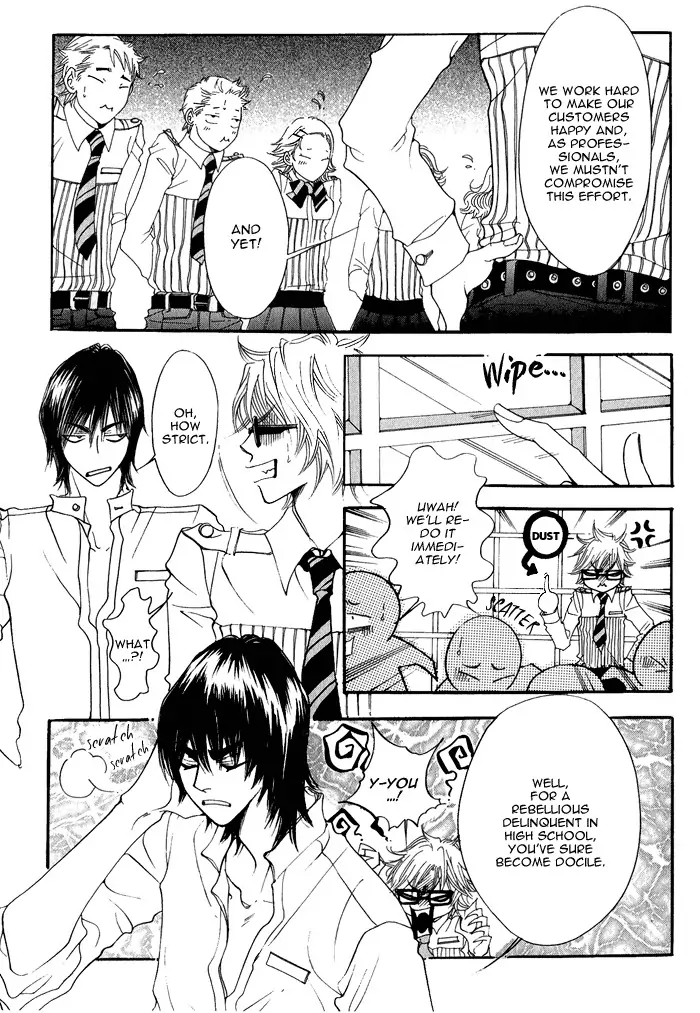 WE WORK HARD
TO MAKE OUR
CUSTOMERS
HAPPY AND,
AS PROFES-
SIONALS,
WE MUSTN'T
COMPROMISE
THIS EFFORT.
AND
YET!
Wipe...
DUST
UWAH!
WE'LL RE-
DO IT
IMMEDI-
ATELY!
SCATTER
OH,
HOW
STRICT.
WHAT
...?!
WELL,
FOR A
REBELLIOUS
DELINQUENT IN
HIGH SCHOOL,
YOU'VE SURE
BECOME DOCILE.
Y-YOU
....!
scratch
scratch